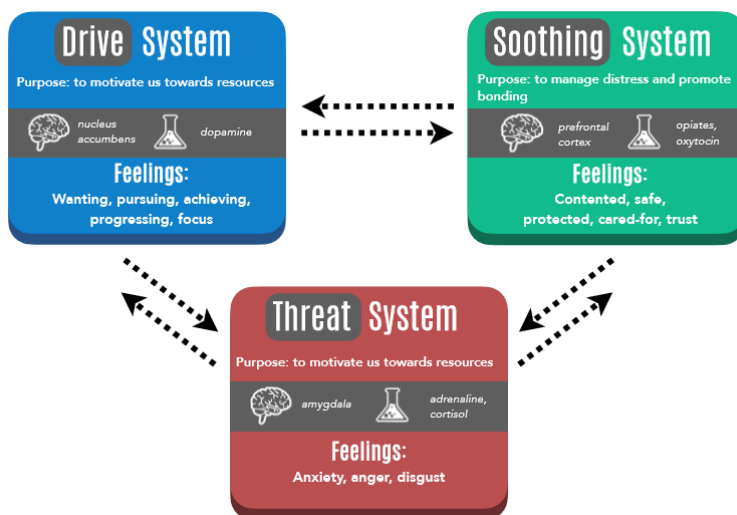 Drive System
Purpose: to motivate us towards resources
nucleus
accumbens
dopamine
Feelings:
Wanting, pursuing, achieving,
progressing, focus
Soothing System
Purpose: to manage distress and promote
bonding
prefrontal
cortex
opiates,
oxytocin
Feelings:
Contented, safe,
protected, cared-for, trust
Threat System
Purpose: to motivate us towards resources
amygdala
adrenaline,
cortisol
Feelings:
Anxiety, anger, disgust